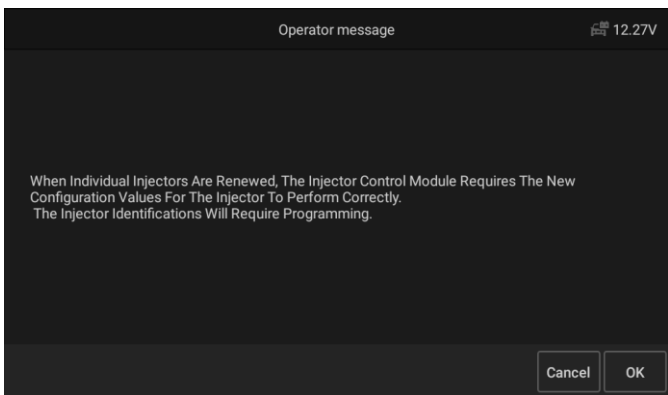 Operator message
12.27V
When Individual Injectors Are Renewed, The Injector Control Module Requires The New
Configuration Values For The Injector To Perform Correctly.
The Injector Identifications Will Require Programming.
Cancel
OK